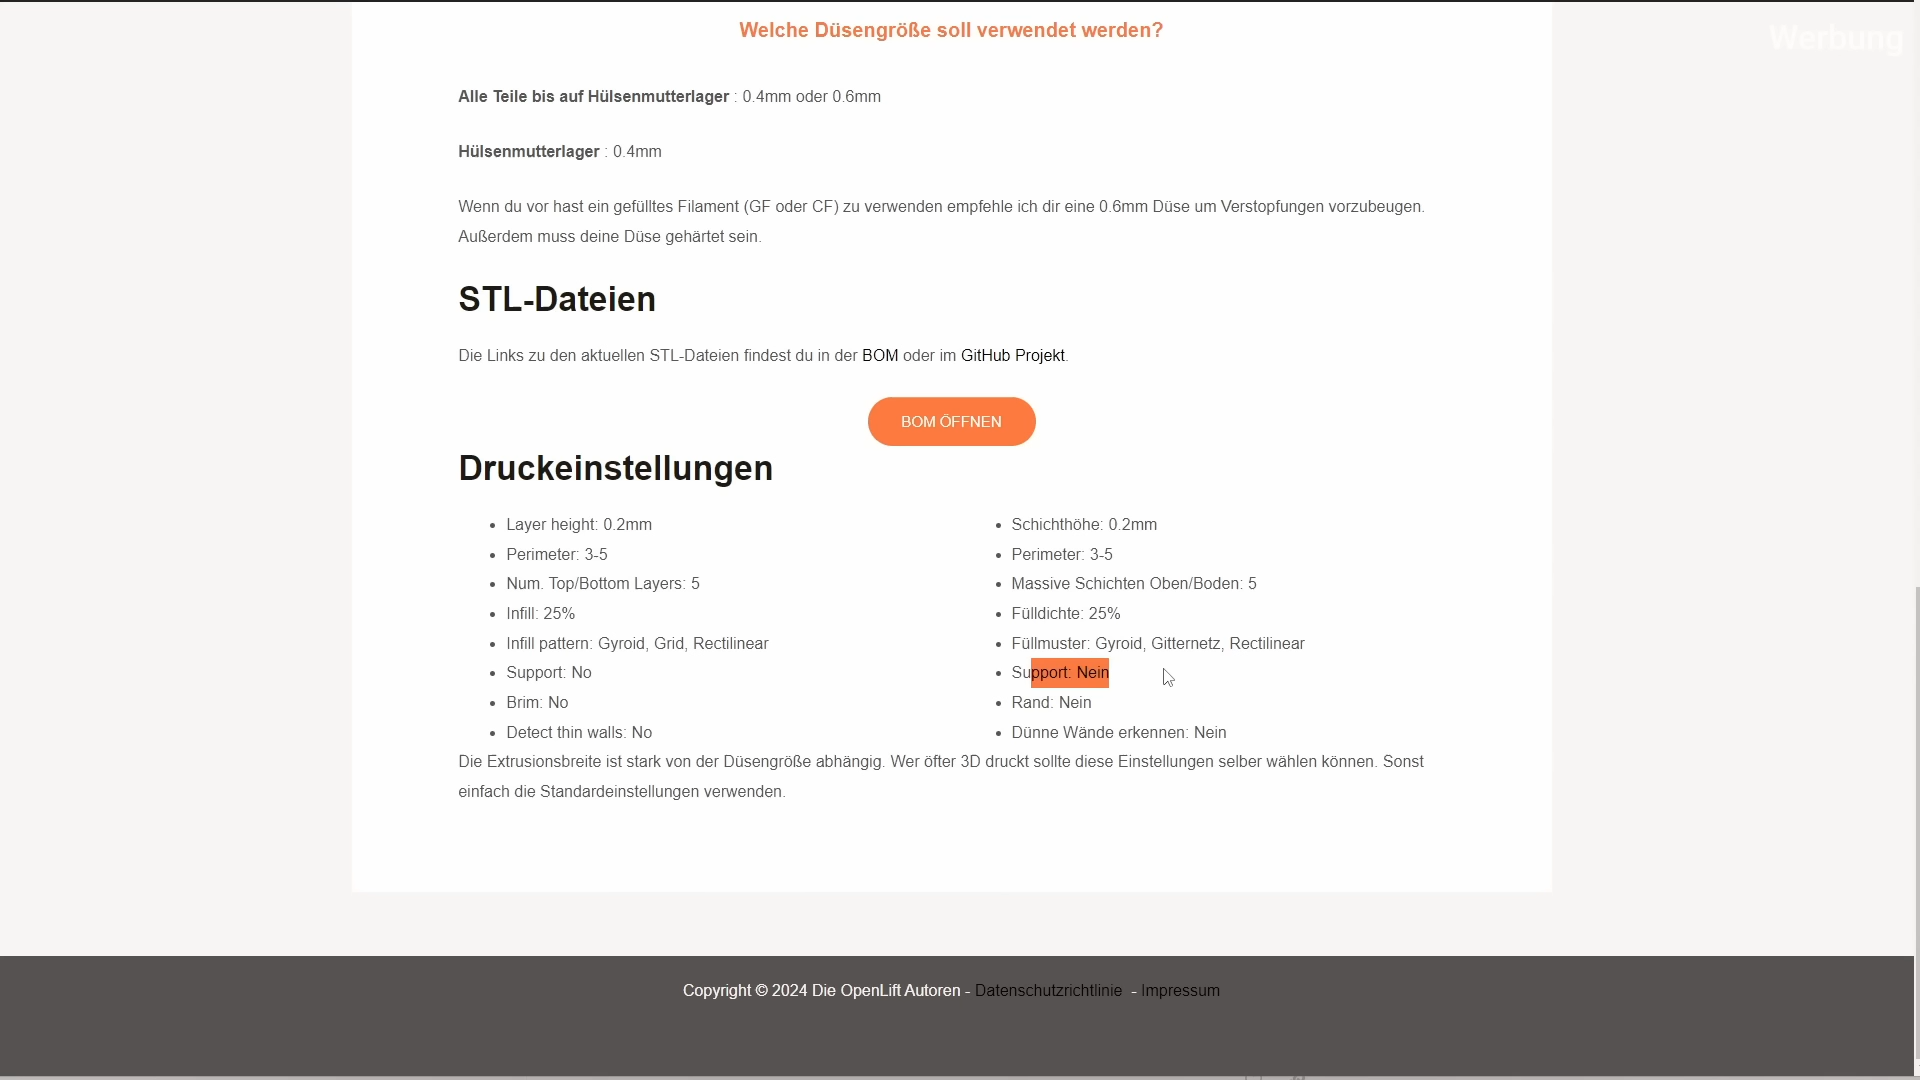 Werbung
Welche Düsengröße soll verwendet werden?
Alle Teile bis auf Hülsenmutterlager : 0.4mm oder 0.6mm
Hülsenmutterlager : 0.4mm
Wenn du vor hast ein gefülltes Filament (GF oder CF) zu verwenden empfehle ich dir eine 0.6mm Düse um Verstopfungen vorzubeugen.
Außerdem muss deine Düse gehärtet sein.
STL-Dateien
Die Links zu den aktuellen STL-Dateien findest du in der BOM oder im GitHub Projekt.
BOM ÖFFNEN
Druckeinstellungen
Layer height: 0.2mm
Perimeter: 3-5
Num. Top/Bottom Layers: 5
Infill: 25%
Infill pattern: Gyroid, Grid, Rectilinear
Support: No
Brim: No
Detect thin walls: No
Schichthöhe: 0.2mm
Perimeter: 3-5
Massive Schichten Oben/Boden: 5
Fülldichte: 25%
Füllmuster: Gyroid, Gitternetz, Rectilinear
Support: Nein
Rand: Nein
Dünne Wände erkennen: Nein
Die Extrusionsbreite ist stark von der Düsengröße abhängig. Wer öfter 3D druckt sollte diese Einstellungen selber wählen können. Sonst
einfach die Standardeinstellungen verwenden.
Copyright © 2024 Die OpenLift Autoren - Datenschutzrichtlinie - Impressum